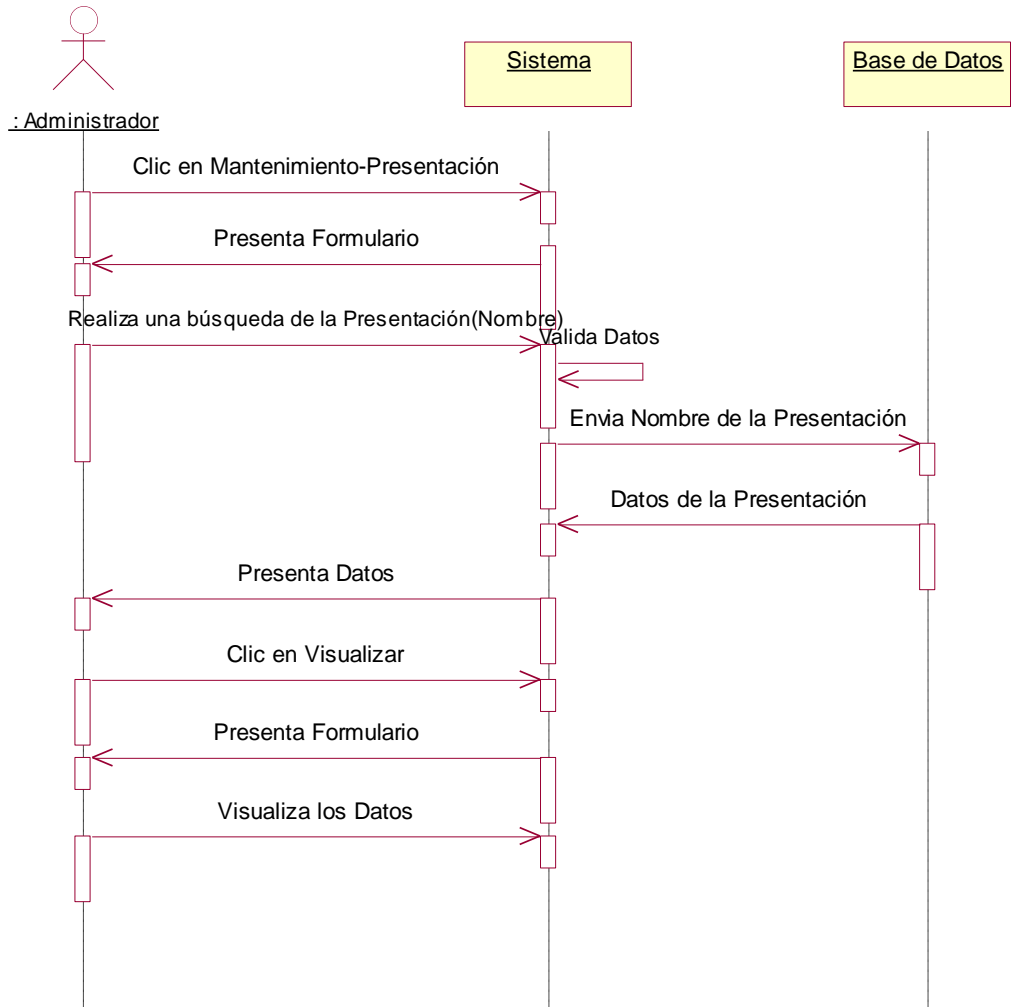 Sistema
Base de Datos
: Administrador
Clic en Mantenimiento-Presentación
Presenta Formulario
Realiza una búsqueda de la Presentación(Nombre)
Valida Datos
Envia Nombre de la Presentación
Datos de la Presentación
Presenta Datos
Clic en Visualizar
Presenta Formulario
Visualiza los Datos